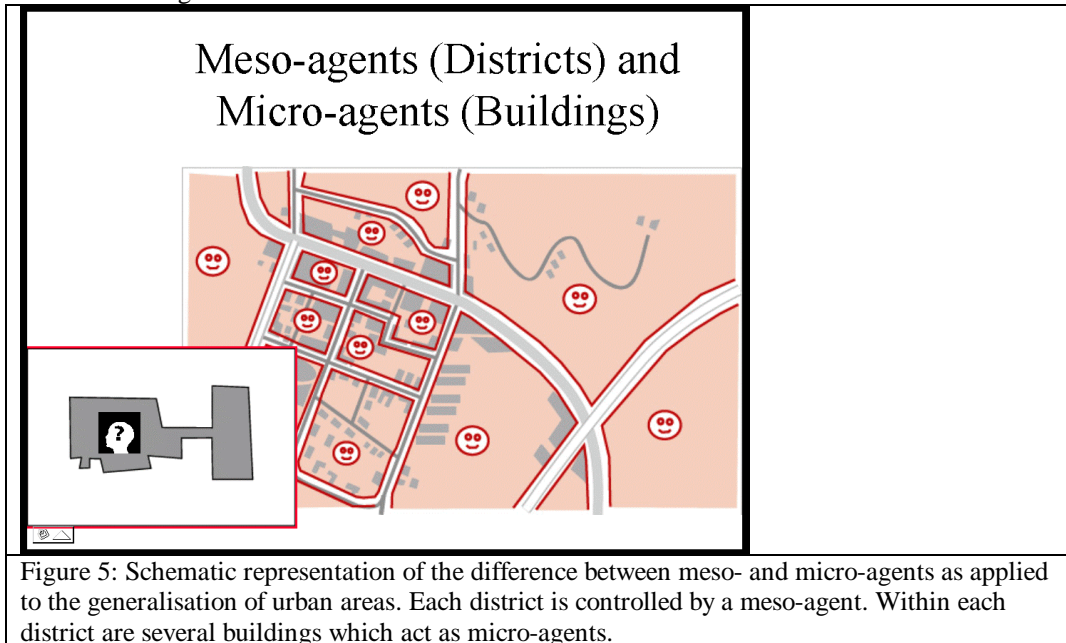 Meso-agents (Districts) and
Micro-agents (Buildings)
?
Figure 5: Schematic representation of the difference between meso- and micro-agents as applied
to the generalisation of urban areas. Each district is controlled by a meso-agent. Within each
district are several buildings which act as micro-agents.